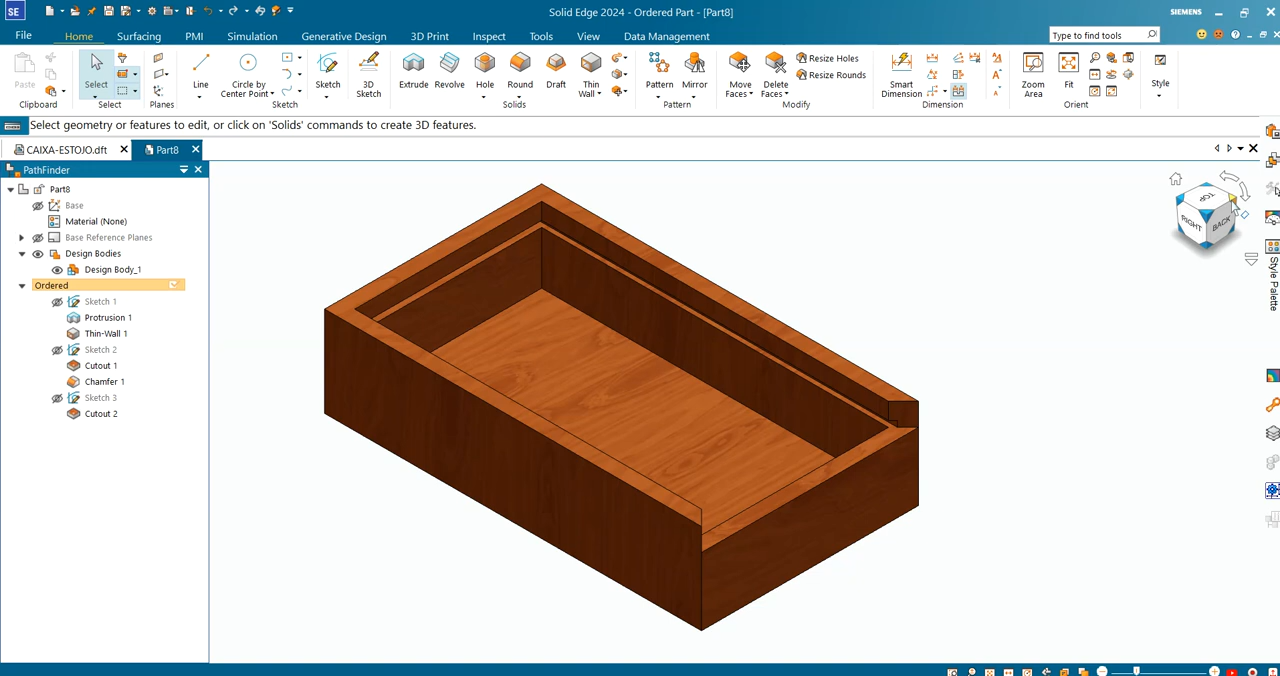 SE
Solid Edge 2024 - Ordered Part - [Part8]
SIEMENS
File Home Surfacing PMI Simulation Generative Design 3D Print Inspect Tools View Data Management
Type to find tools
Paste
Clipboard
Select
Select
Planes
Line
Circle by Center Point
Sketch
Sketch
3D Sketch
Extrude
Revolve
Hole
Round
Draft
Thin Wall
Solids
Pattern
Mirror
Pattern
Move Faces
Delete Faces
Resize Holes
Resize Rounds
Modify
Smart Dimension
Dimension
Zoom Area
Fit
Orient
Style
Select geometry or features to edit, or click on 'Solids' commands to create 3D features.
CAIXA-ESTOJO.dft
Part8
PathFinder
Part8
Base
Material (None)
Base Reference Planes
Design Bodies
Design Body_1
Ordered
Sketch 1
Protrusion 1
Thin-Wall 1
Sketch 2
Cutout 1
Chamfer 1
Sketch 3
Cutout 2
TOP
RIGHT
BACK
Style Palette